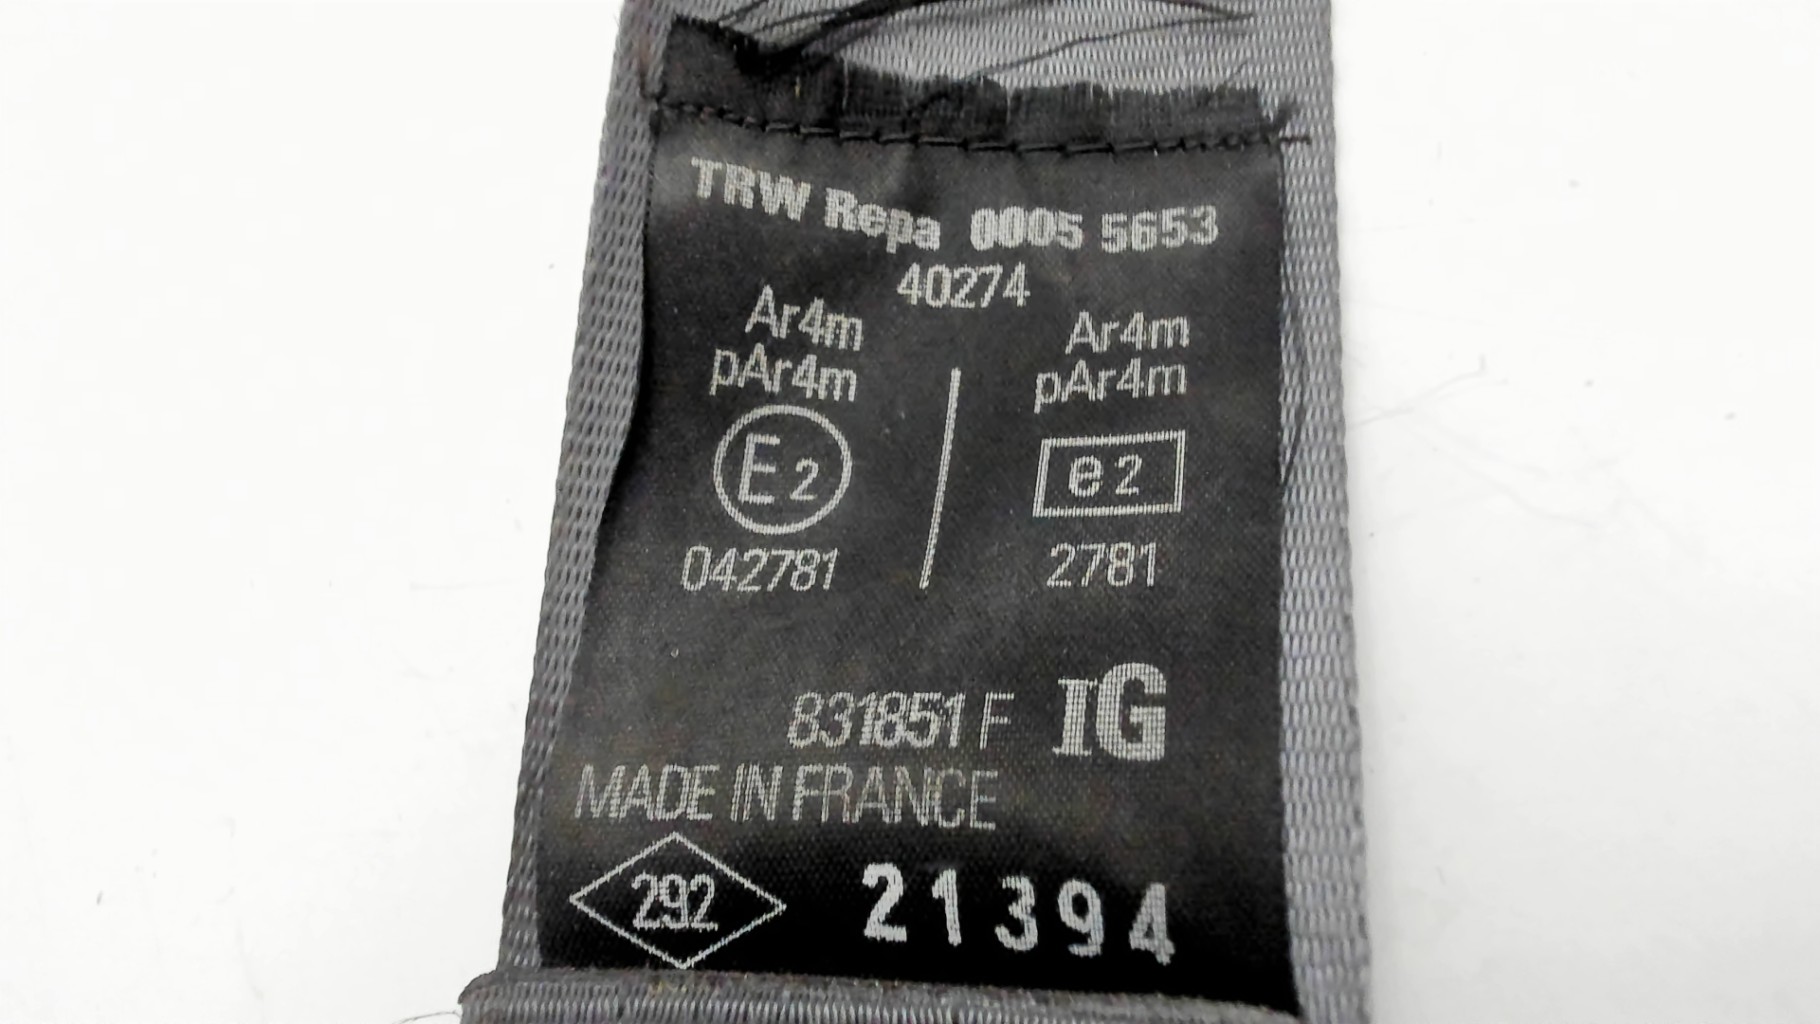 TRW Repa 0005 5653
40274
Ar4m Ar4m
pAr4m pAr4m
E2 e2
042781 2781
831851F IG
MADE IN FRANCE
292 21394